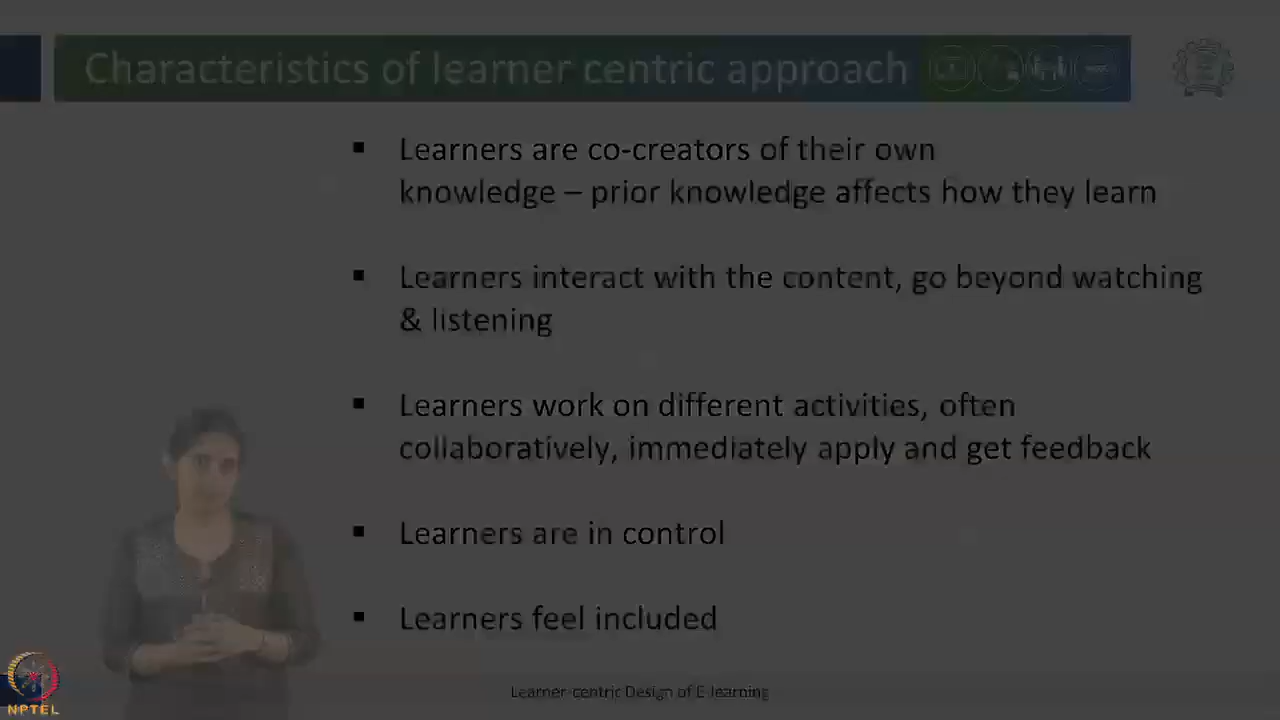 Characteristics of learner centric approach
▪ Learners are co-creators of their own
knowledge – prior knowledge affects how they learn
▪ Learners interact with the content, go beyond watching
& listening
▪ Learners work on different activities, often
collaboratively, immediately apply and get feedback
▪ Learners are in control
▪ Learners feel included
Learner-centric Design of E-learning
NPTEL